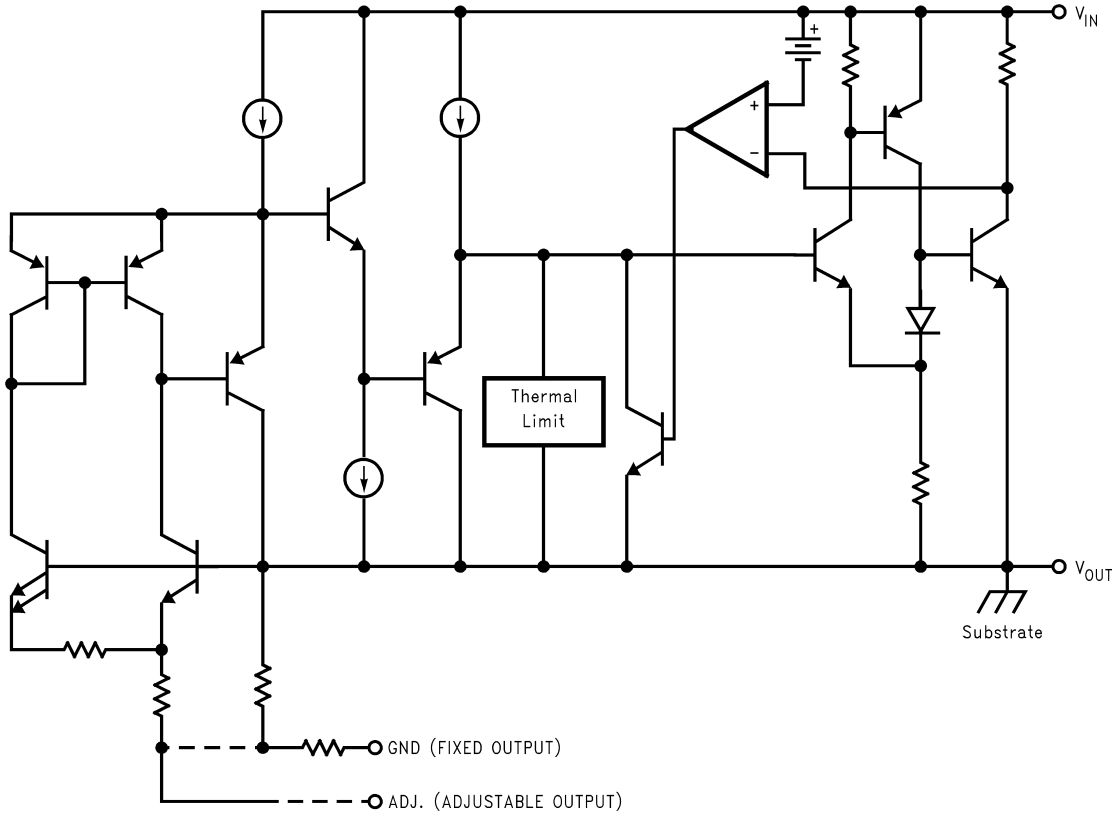 VIN
+
+
−
Thermal
Limit
VOUT
Substrate
GND (FIXED OUTPUT)
ADJ. (ADJUSTABLE OUTPUT)